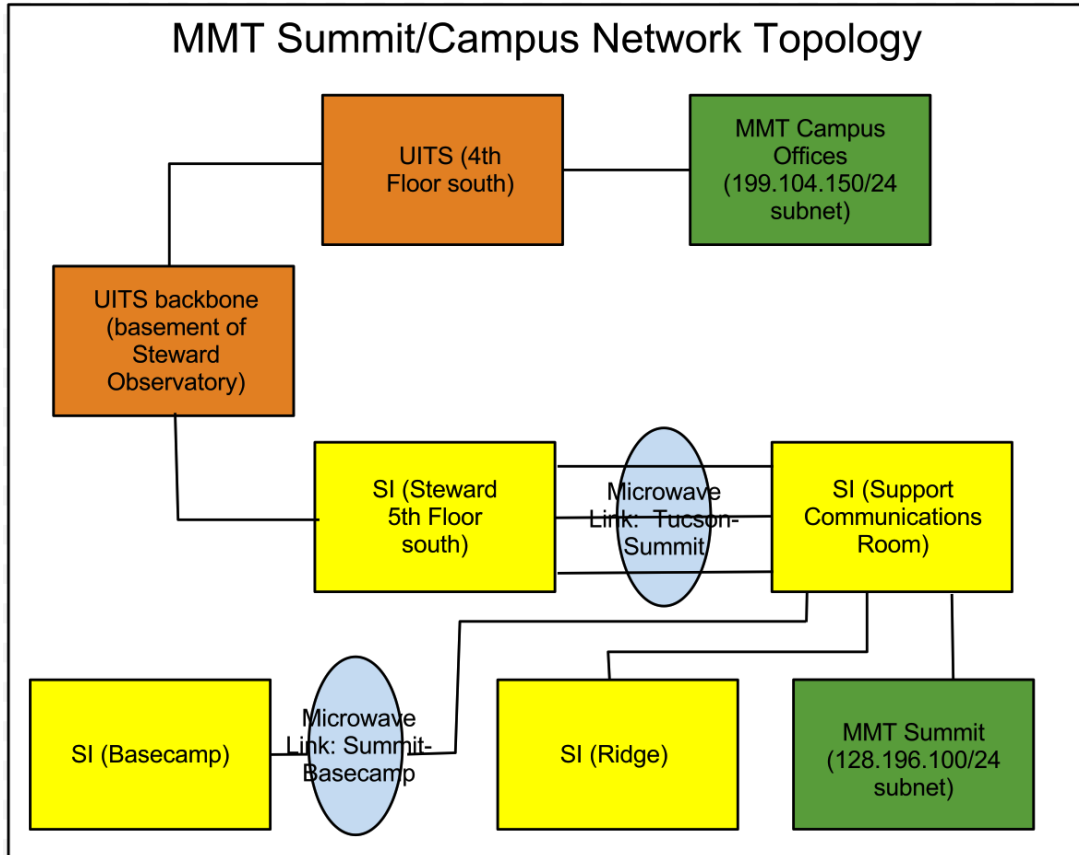 MMT Summit/Campus Network Topology
UITS (4th
Floor south)
MMT Campus
Offices
(199.104.150/24
subnet)
UITS backbone
(basement of
Steward
Observatory)
SI (Steward
5th Floor
south)
Microwave
Link:  Tucson-
Summit
SI (Support
Communications
Room)
SI (Basecamp)
Microwave
Link: Summit-
Basecamp
SI (Ridge)
MMT Summit
(128.196.100/24
subnet)